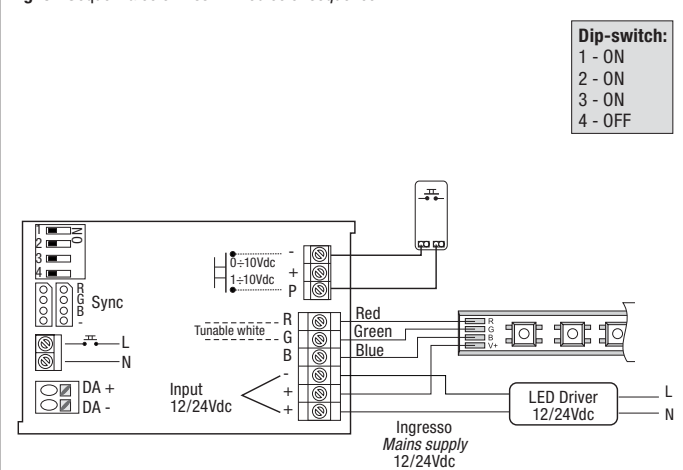 Dip-switch:
1 - ON
2 - ON
3 - ON
4 - OFF
1
2
3
4
ON
R
G
B
-
Sync
L
N
DA +
DA -
0÷10Vdc
1÷10Vdc
-
+
P
Tunable white
R
G
B
-
+
+
Input
12/24Vdc
Red
Green
Blue
R
G
B
V+
LED Driver
12/24Vdc
L
N
Ingresso
Mains supply
12/24Vdc